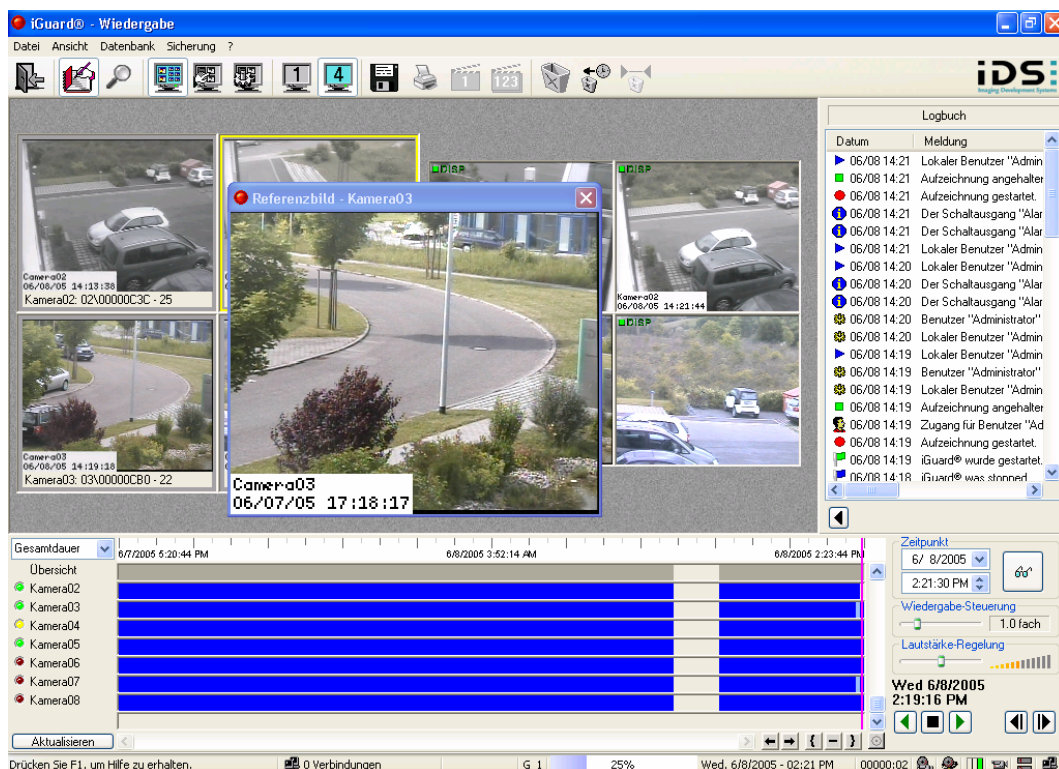 iGuard® - Wiedergabe
Datei Ansicht Datenbank Sicherung ?
1 4 1 123
iDS
Imaging Development Systems
Logbuch
Datum Meldung
06/08 14:21 Lokaler Benutzer "Admin
06/08 14:21 Aufzeichnung angehalter
06/08 14:21 Aufzeichnung gestartet.
06/08 14:21 Der Schaltausgang "Alar
06/08 14:21 Der Schaltausgang "Alar
06/08 14:21 Lokaler Benutzer "Admin
06/08 14:20 Lokaler Benutzer "Admin
06/08 14:20 Der Schaltausgang "Alar
06/08 14:20 Der Schaltausgang "Alar
06/08 14:20 Benutzer "Administrator"
06/08 14:20 Lokaler Benutzer "Admin
06/08 14:19 Lokaler Benutzer "Admin
06/08 14:19 Benutzer "Administrator"
06/08 14:19 Lokaler Benutzer "Admin
06/08 14:19 Aufzeichnung angehalter
06/08 14:19 Zugang für Benutzer "Ad
06/08 14:19 Aufzeichnung gestartet.
06/08 14:19 iGuard® wurde gestartet.
06/08 14:18 iGuard® was stopped
Camera02
06/08/05 14:13:38
Kamera02: 02\00000C3C - 25
DISP
DISP
Kamera02
06/08/05 14:21:44
Referenzbild - Kamera03
Camera03
06/07/05 17:18:17
Camera03
06/08/05 14:19:18
Kamera03: 03\00000CB0 - 22
DISP
Gesamtdauer
6/7/2005 5:20:44 PM 6/8/2005 3:52:14 AM 6/8/2005 2:23:44 PM
Übersicht
Kamera02
Kamera03
Kamera04
Kamera05
Kamera06
Kamera07
Kamera08
Aktualisieren
{ – }
Zeitpunkt
6/ 8/2005
2:21:30 PM
Wiedergabe-Steuerung
1.0 fach
Lautstärke-Regelung
Wed 6/8/2005
2:19:16 PM
Drücken Sie F1, um Hilfe zu erhalten. 0 Verbindungen G 1 25% Wed. 6/8/2005 - 02:21 PM 00000:02